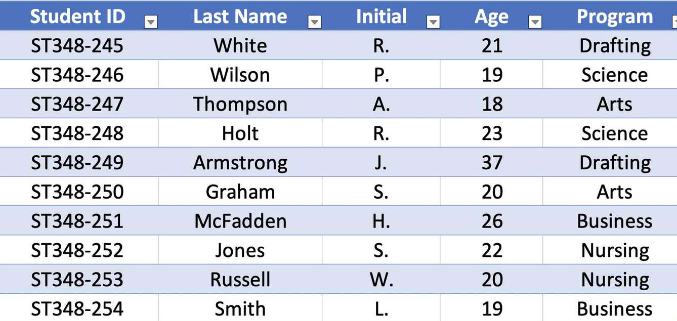 Student ID Last Name Initial Age Program
ST348-245 White R. 21 Drafting
ST348-246 Wilson P. 19 Science
ST348-247 Thompson A. 18 Arts
ST348-248 Holt R. 23 Science
ST348-249 Armstrong J. 37 Drafting
ST348-250 Graham S. 20 Arts
ST348-251 McFadden H. 26 Business
ST348-252 Jones S. 22 Nursing
ST348-253 Russell W. 20 Nursing
ST348-254 Smith L. 19 Business